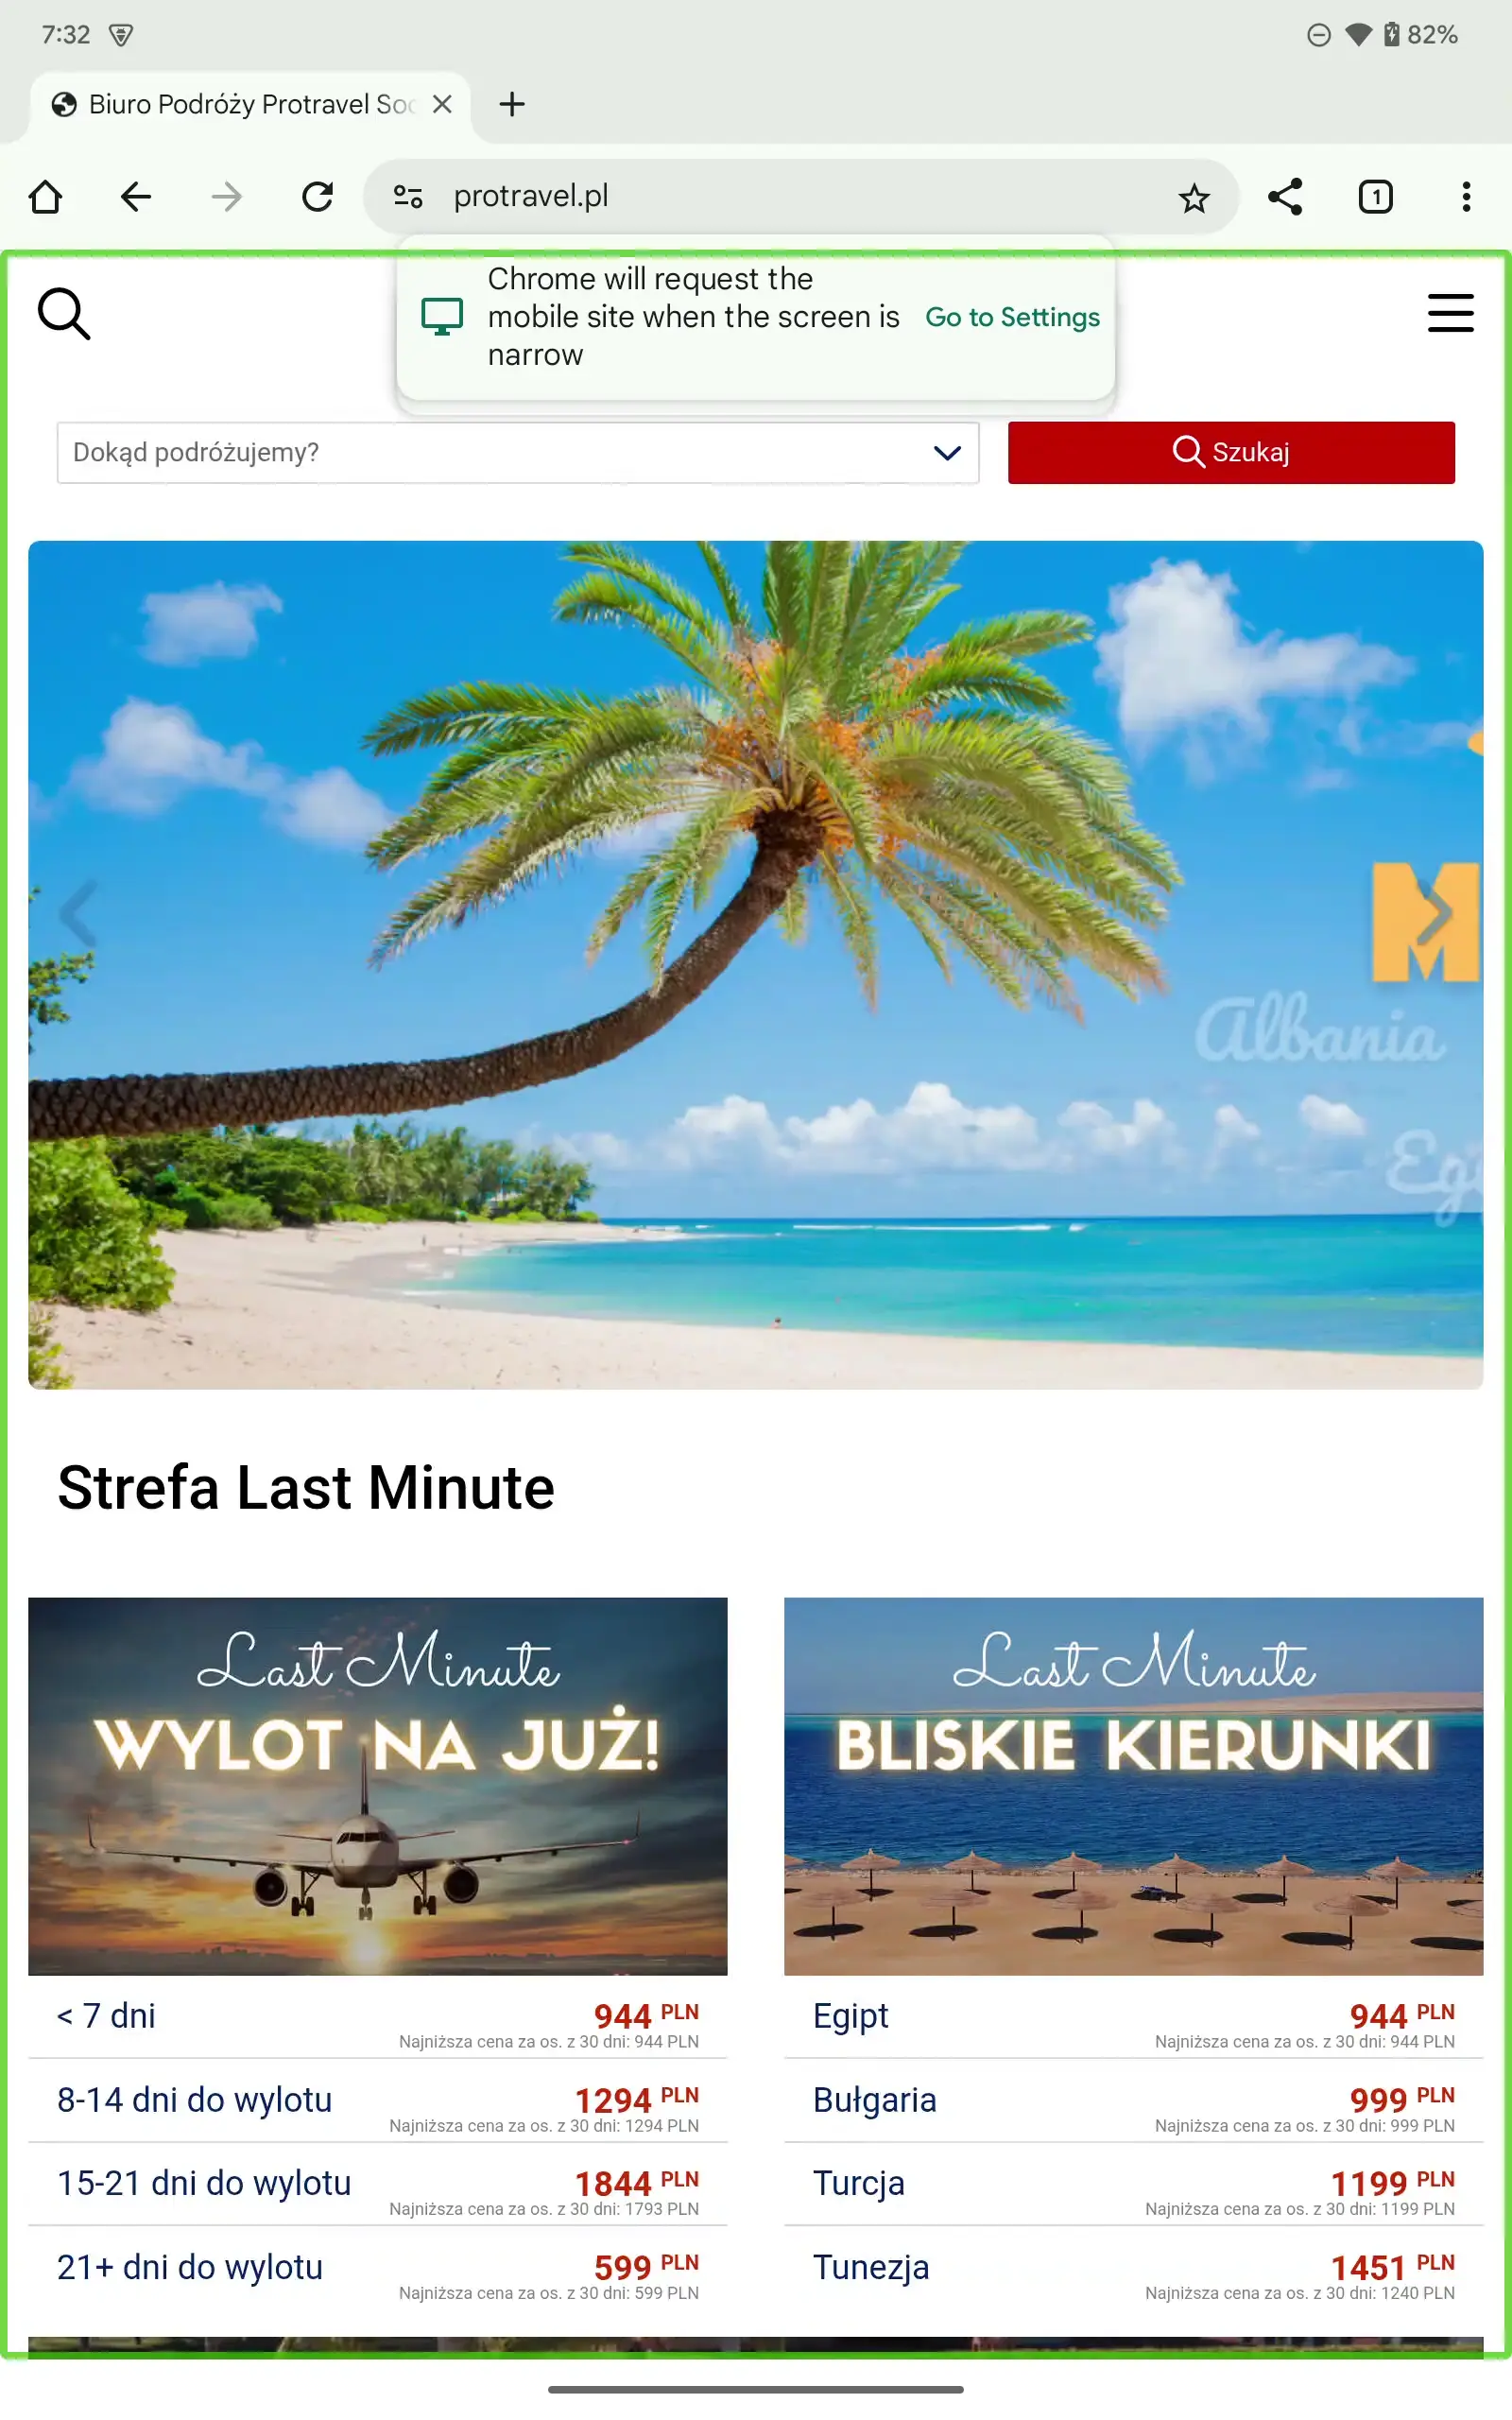 7:32
82%
Biuro Podróży Protravel Soc
protravel.pl
1
Chrome will request the
mobile site when the screen is
narrow
Go to Settings
Dokąd podróżujemy?
Szukaj
M
Albania
Strefa Last Minute
Last Minute
WYLOT NA JUŻ!
< 7 dni
944 PLN
Najniższa cena za os. z 30 dni: 944 PLN
8-14 dni do wylotu
1294 PLN
Najniższa cena za os. z 30 dni: 1294 PLN
15-21 dni do wylotu
1844 PLN
Najniższa cena za os. z 30 dni: 1793 PLN
21+ dni do wylotu
599 PLN
Najniższa cena za os. z 30 dni: 599 PLN
Last Minute
BLISKIE KIERUNKI
Egipt
944 PLN
Najniższa cena za os. z 30 dni: 944 PLN
Bułgaria
999 PLN
Najniższa cena za os. z 30 dni: 999 PLN
Turcja
1199 PLN
Najniższa cena za os. z 30 dni: 1199 PLN
Tunezja
1451 PLN
Najniższa cena za os. z 30 dni: 1240 PLN